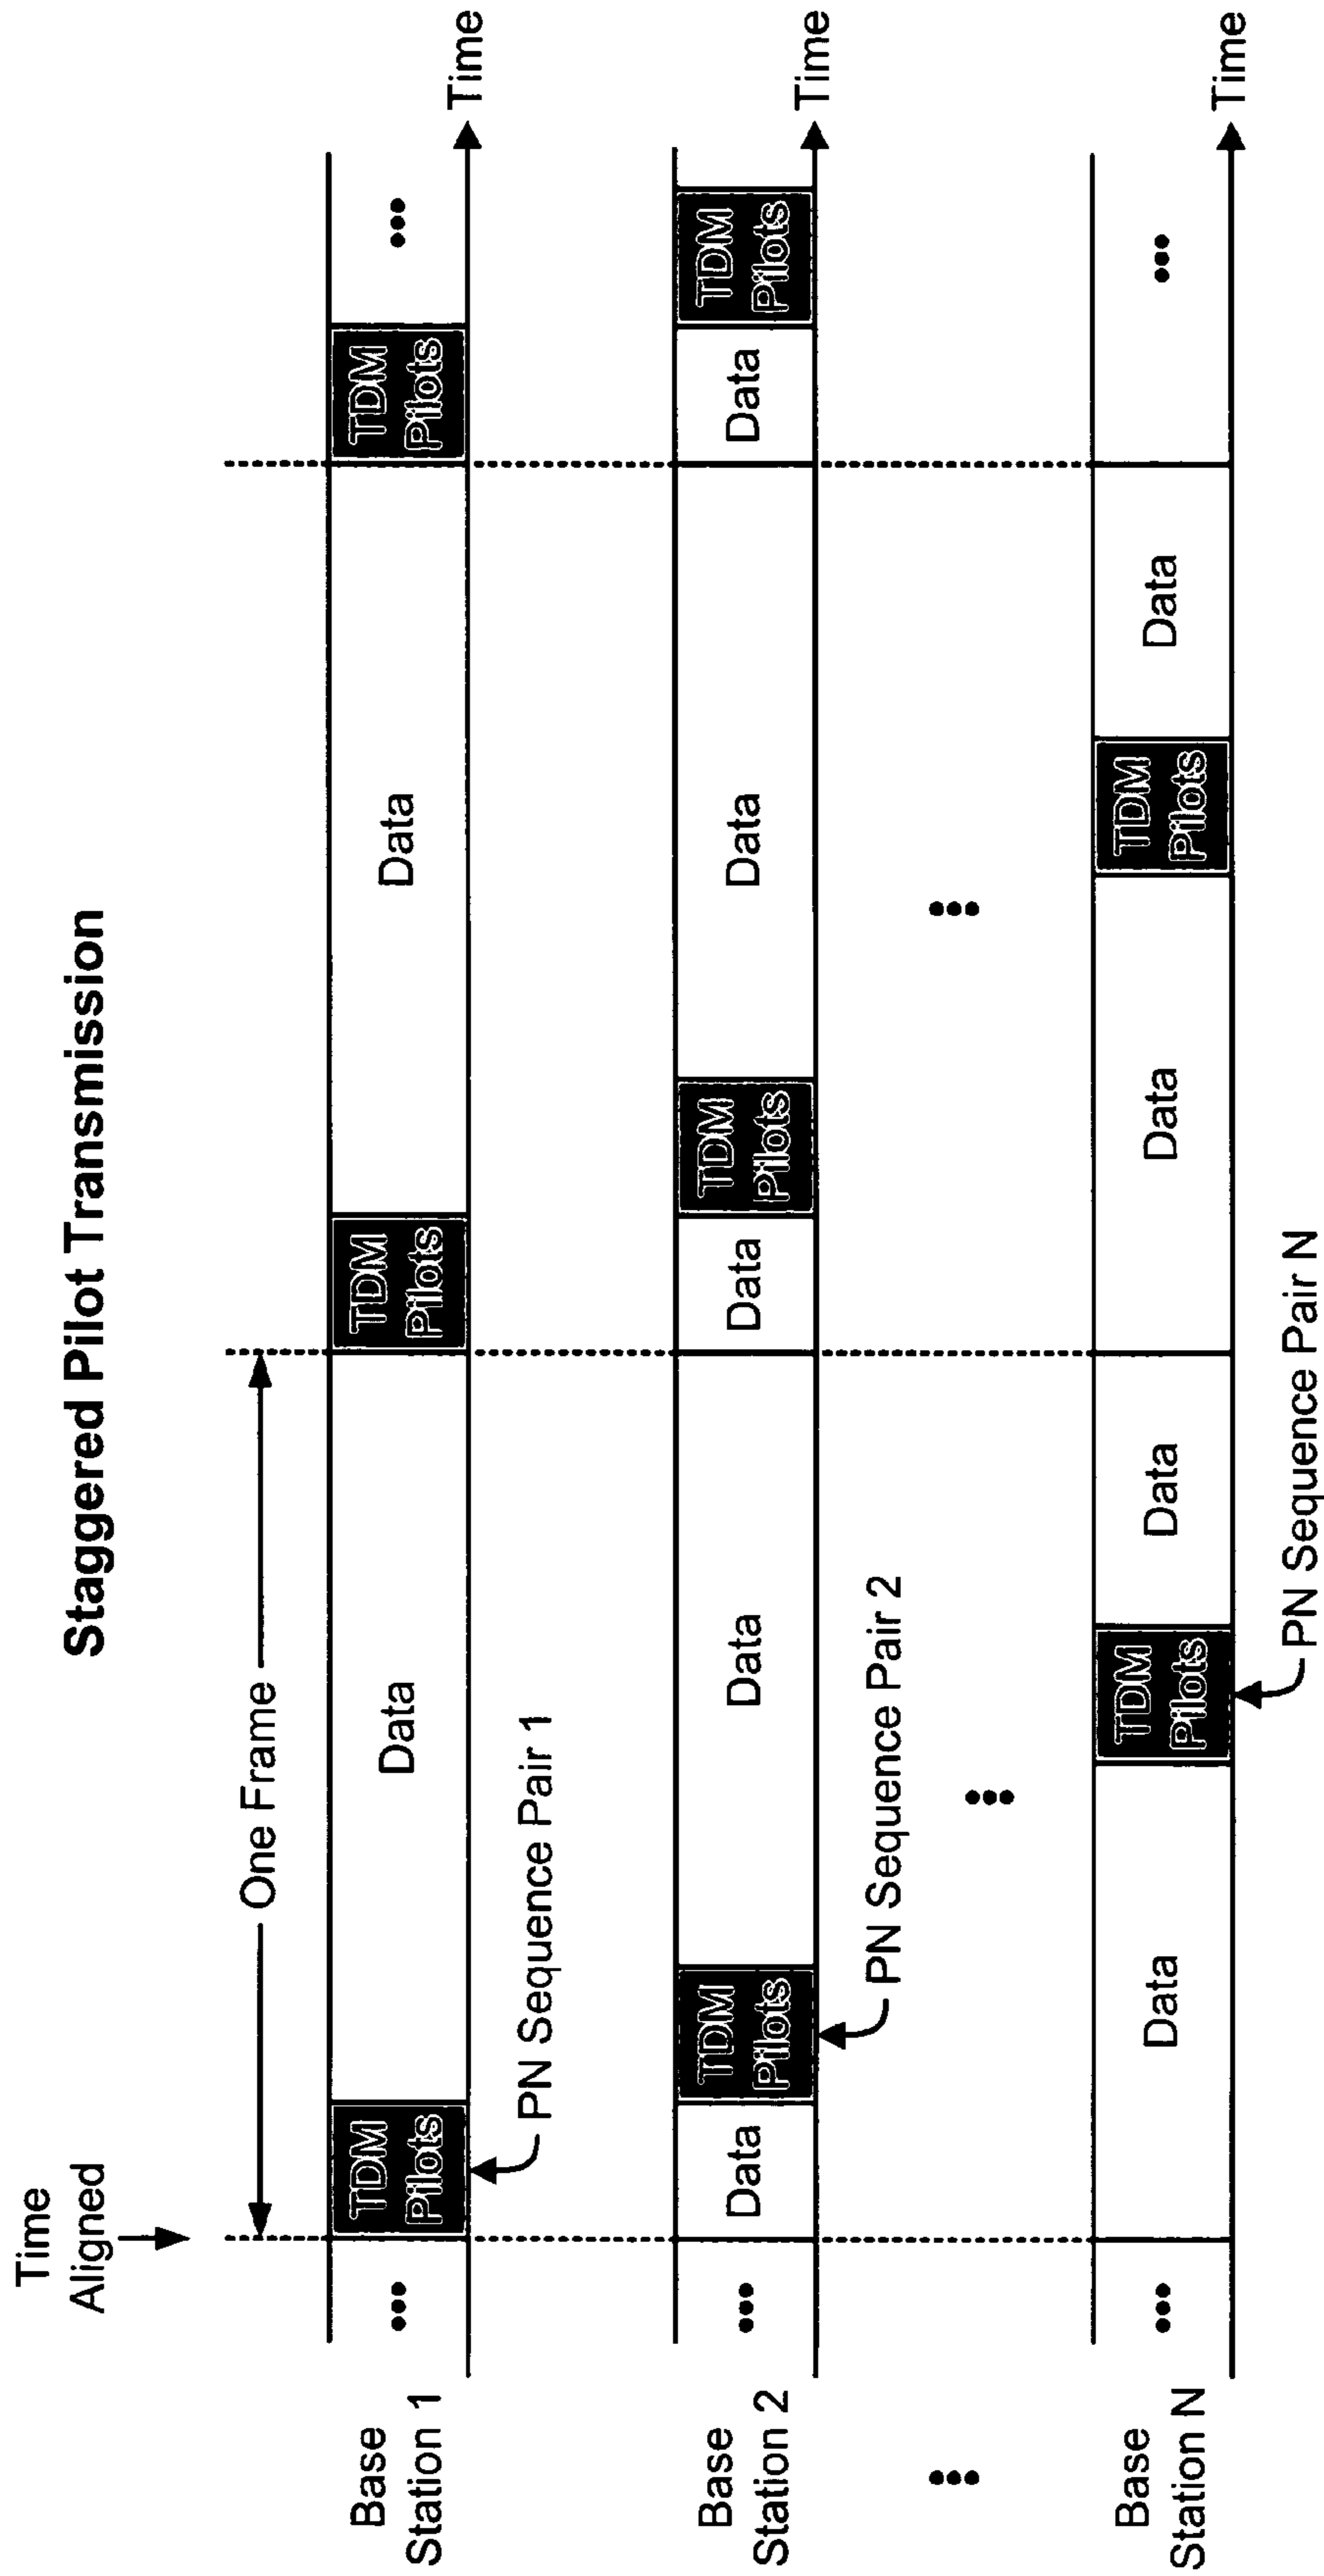 Staggered Pilot Transmission
Time
Aligned
One Frame
Base
Station 1
...
TDM
Pilots
Data
TDM
Pilots
Data
TDM
Pilots
...
Time
PN Sequence Pair 1
Base
Station 2
...
Data
TDM
Pilots
Data
Data
TDM
Pilots
Data
Data
TDM
Pilots
Time
PN Sequence Pair 2
...
...
...
Base
Station N
...
Data
TDM
Pilots
Data
Data
TDM
Pilots
Data
...
Time
PN Sequence Pair N